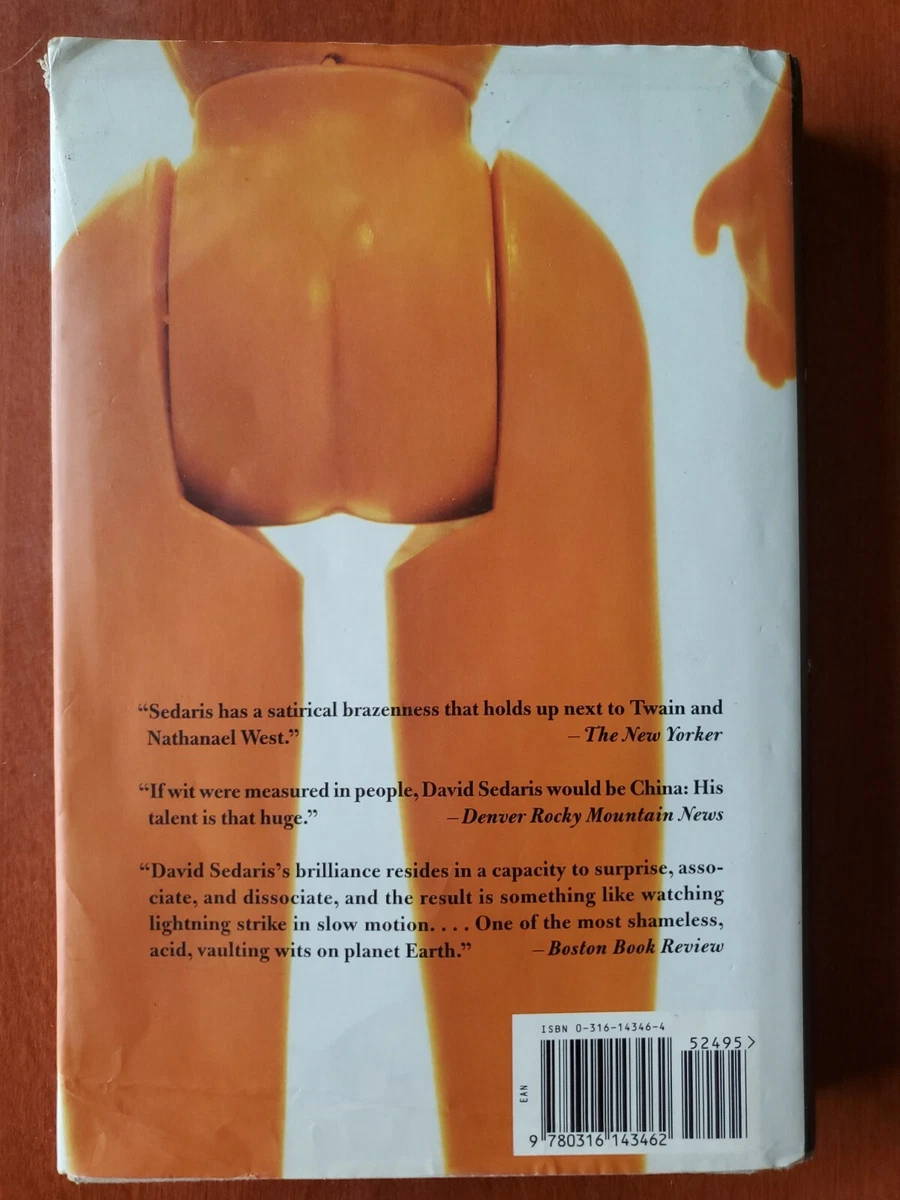 “Sedaris has a satirical brazenness that holds up next to Twain and
Nathanael West.” – The New Yorker
“If wit were measured in people, David Sedaris would be China: His
talent is that huge.” – Denver Rocky Mountain News
“David Sedaris’s brilliance resides in a capacity to surprise, asso-
ciate, and dissociate, and the result is something like watching
lightning strike in slow motion. . . . One of the most shameless,
acid, vaulting wits on planet Earth.” – Boston Book Review
ISBN 0-316-14346-4
52495>
EAN
9 780316 143462